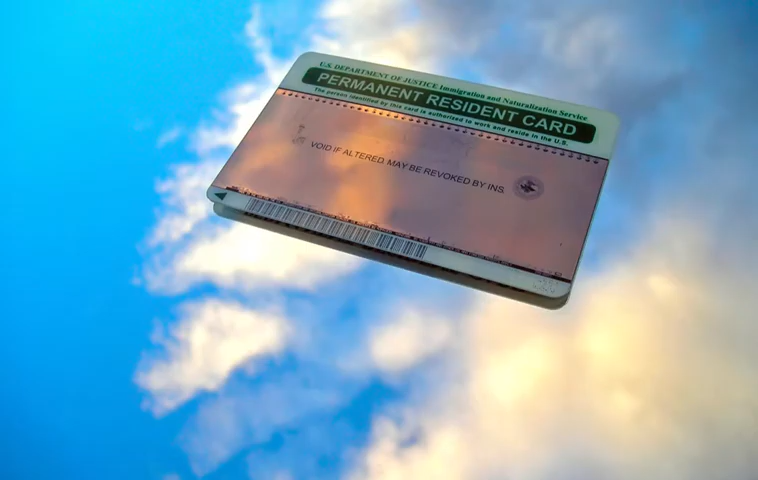 U.S. DEPARTMENT OF JUSTICE Immigration and Naturalization Service
PERMANENT RESIDENT CARD
The person identified by this card is authorized to work and reside in the U.S.
VOID IF ALTERED. MAY BE REVOKED BY INS.